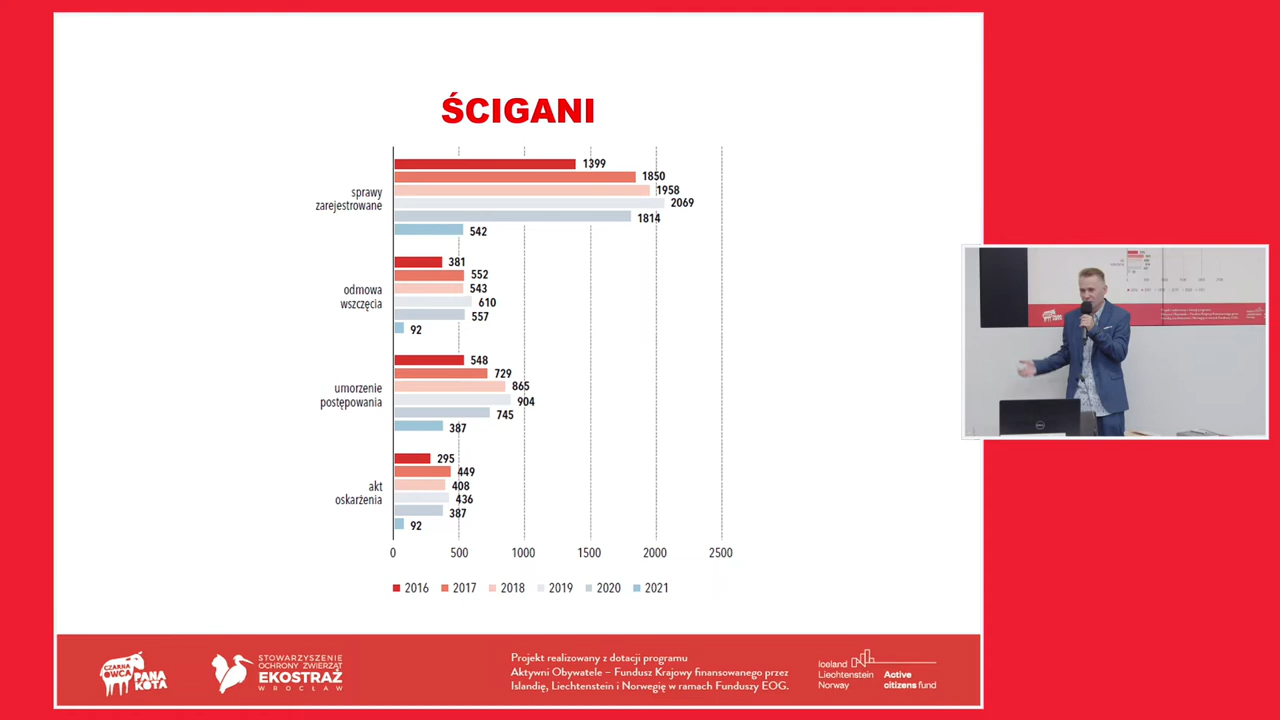 ŚCIGANI
sprawy
zarejestrowane
1399
1850
1958
2069
1814
542
odmowa
wszczęcia
381
552
543
610
557
92
umorzenie
postępowania
548
729
865
904
745
387
akt
oskarżenia
295
449
408
436
387
92
0 500 1000 1500 2000 2500
2016 2017 2018 2019 2020 2021
CZARNA
OWCA
PANA
KOTA
STOWARZYSZENIE
OCHRONY ZWIERZĄT
EKOSTRAŻ
WROCŁAW
Projekt realizowany z dotacji programu
Aktywni Obywatele – Fundusz Krajowy finansowanego przez
Islandię, Liechtenstein i Norwegię w ramach Funduszy EOG.
Iceland
Liechtenstein
Norway
Active
citizens fund